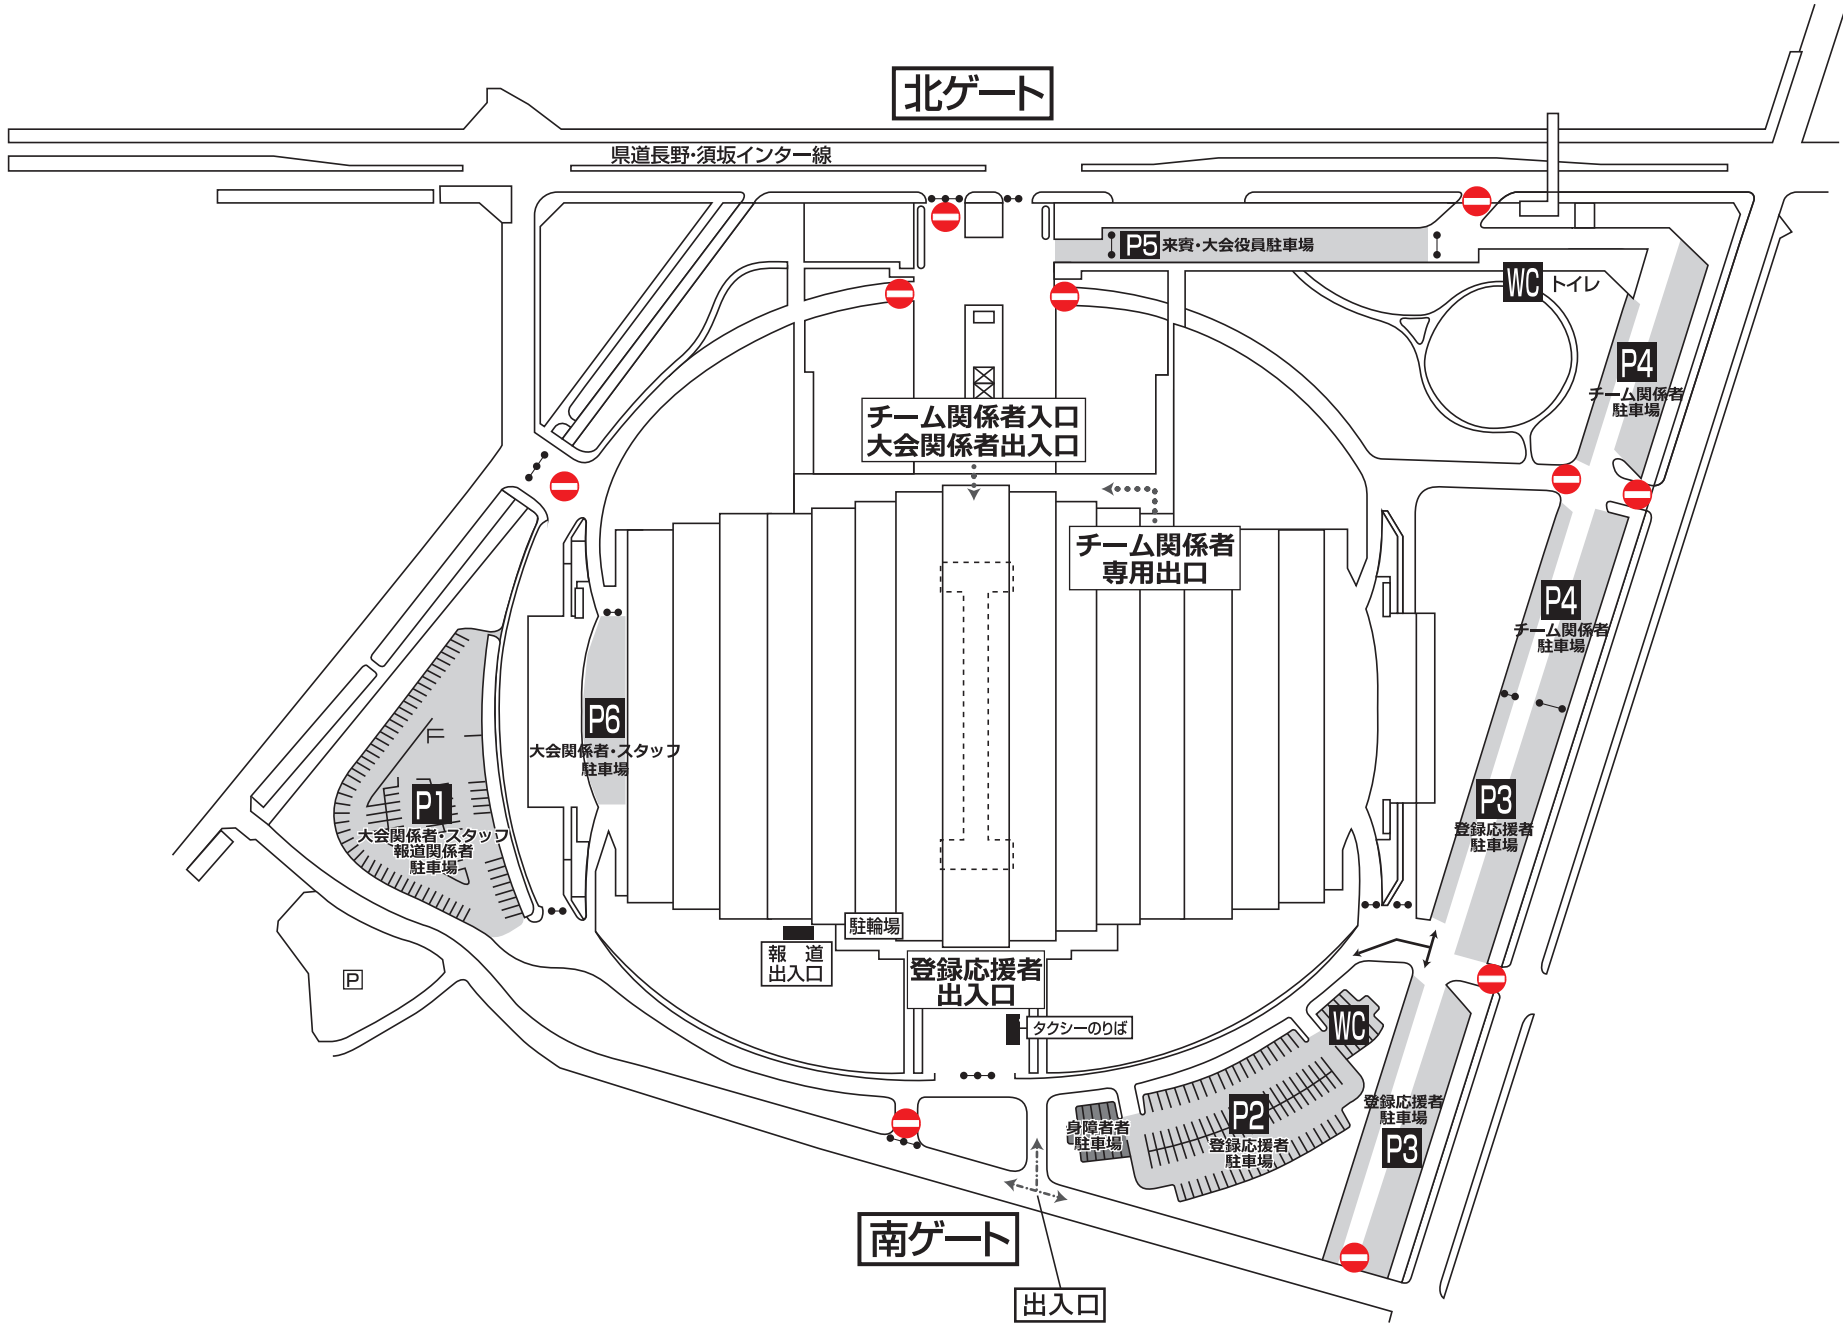 北ゲート
県道長野・須坂インター線
P5 来賓・大会役員駐車場
WC トイレ
P4
チーム関係者
駐車場
チーム関係者入口
大会関係者出入口
チーム関係者
専用出口
P4
チーム関係者
駐車場
P6
大会関係者・スタッフ
駐車場
P1
大会関係者・スタッフ
報道関係者
駐車場
P3
登録応援者
駐車場
駐輪場
報 道
出入口
登録応援者
出入口
P
タクシーのりば
WC
P2
登録応援者
駐車場
身障者者
駐車場
登録応援者
駐車場
P3
南ゲート
出入口